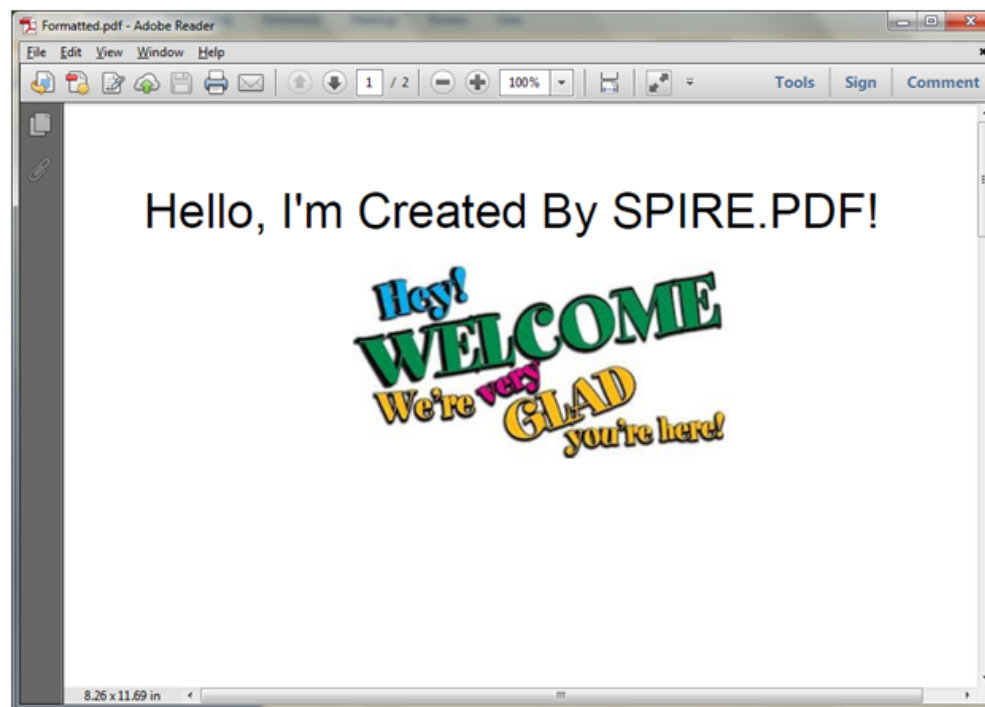 Formatted.pdf - Adobe Reader
File Edit View Window Help
1 / 2 100% Tools Sign Comment
Hello, I'm Created By SPIRE.PDF!
Hey!
WELCOME
We're very
GLAD
you're here!
8.26 x 11.69 in